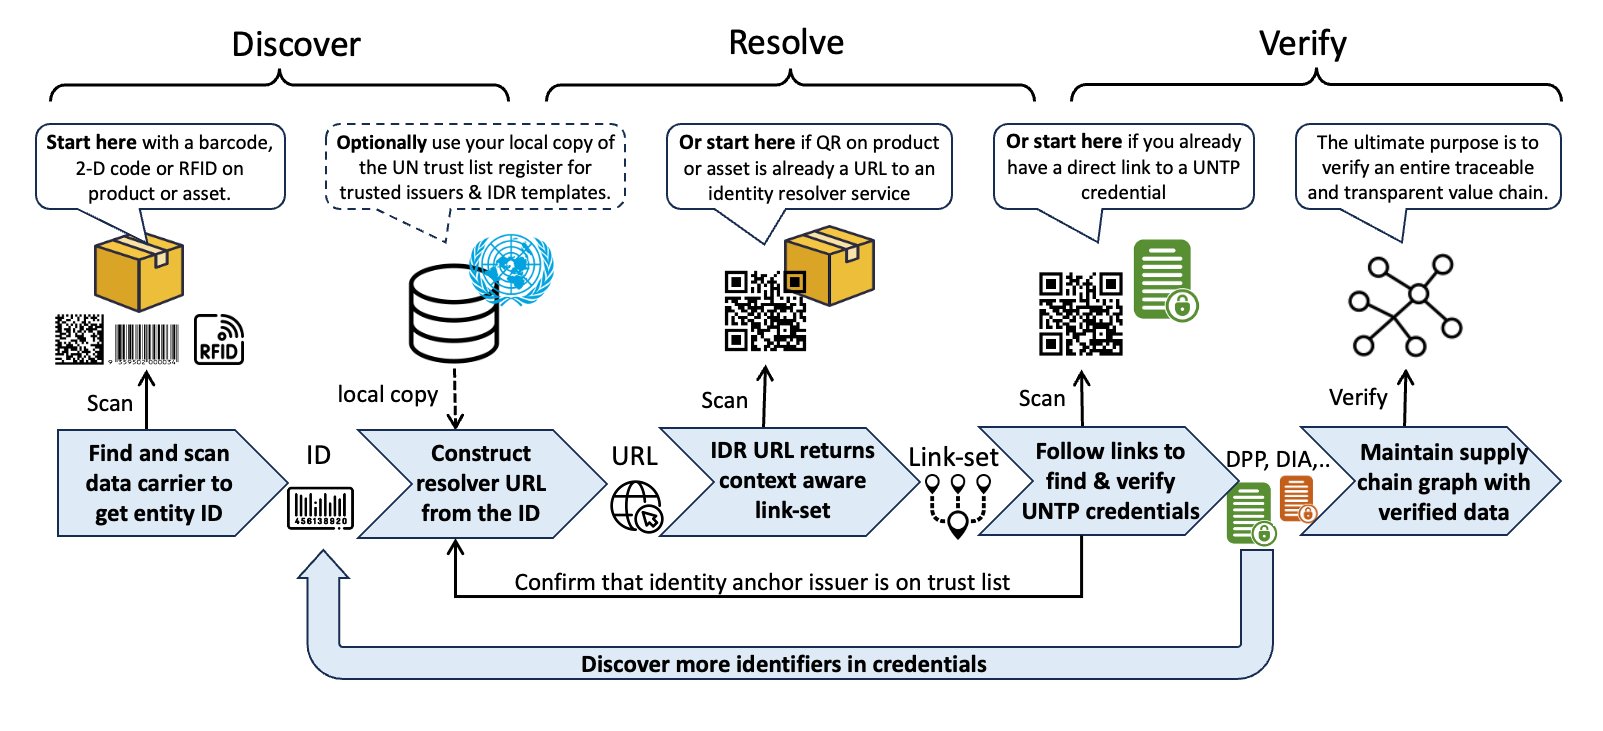 Discover
Resolve
Verify
Start here with a barcode,
2-D code or RFID on
product or asset.
Optionally use your local copy of
the UN trust list register for
trusted issuers & IDR templates.
Or start here if QR on product
or asset is already a URL to an
identity resolver service
Or start here if you already
have a direct link to a UNTP
credential
The ultimate purpose is to
verify an entire traceable
and transparent value chain.
RFID
9 359502 000034
Scan
local copy
Scan
Scan
Verify
Find and scan
data carrier to
get entity ID
ID
456138920
Construct
resolver URL
from the ID
URL
IDR URL returns
context aware
link-set
Link-set
Follow links to
find & verify
UNTP credentials
DPP, DIA,..
Maintain supply
chain graph with
verified data
Confirm that identity anchor issuer is on trust list
Discover more identifiers in credentials